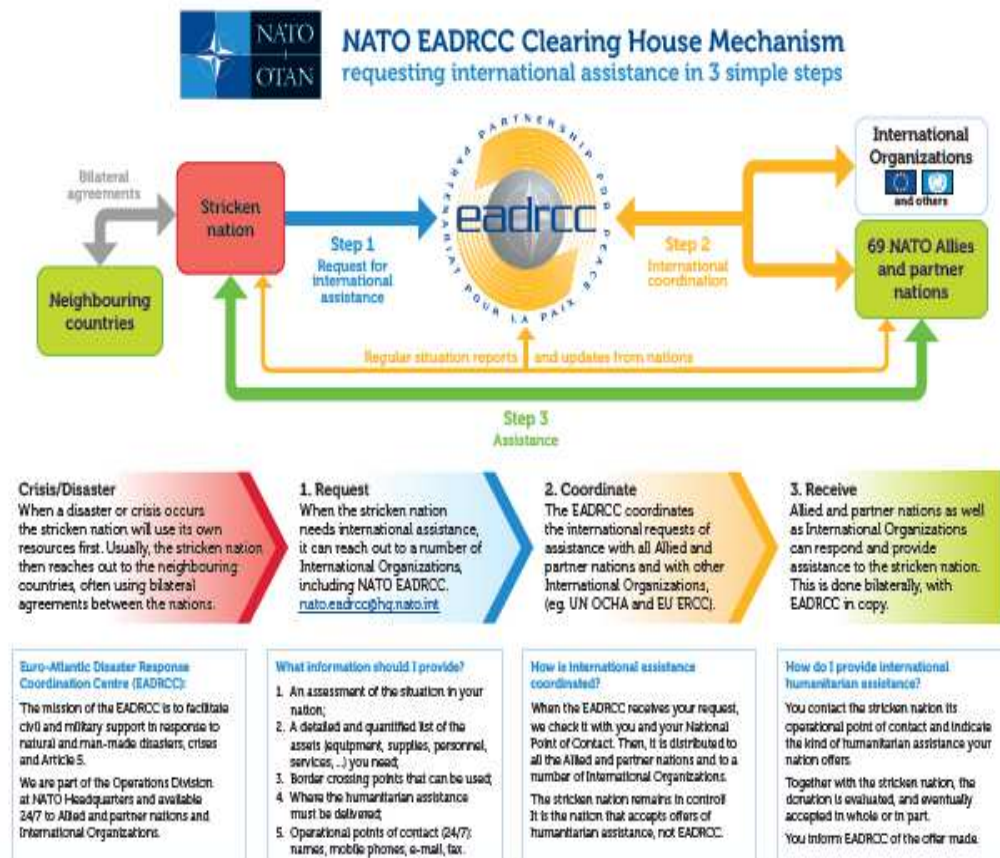 NATO
OTAN
NATO EADRCC Clearing House Mechanism
requesting international assistance in 3 simple steps
Bilateral
agreements
Stricken
nation
Neighbouring
countries
Step 1
Request for
international
assistance
PARTNERSHIP FOR PEACE
PARTENARIAT POUR LA PAIX
eadrcc
Step 2
International
coordination
International
Organizations
and others
69 NATO Allies
and partner
nations
Regular situation reports and updates from nations
Step 3
Assistance
Crisis/Disaster
When a disaster or crisis occurs
the stricken nation will use its own
resources first. Usually, the stricken nation
then reaches out to the neighbouring
countries, often using bilateral
agreements between the nations.
1. Request
When the stricken nation
needs international assistance,
it can reach out to a number of
International Organizations,
including NATO EADRCC.
nato.eadrcc@hq.nato.int
2. Coordinate
The EADRCC coordinates
the international requests of
assistance with all Allied and
partner nations and with other
International Organizations,
(eg. UN OCHA and EU ERCC).
3. Receive
Allied and partner nations as well
as International Organizations
can respond and provide
assistance to the stricken nation.
This is done bilaterally, with
EADRCC in copy.
Euro-Atlantic Disaster Response
Coordination Centre (EADRCC):
The mission of the EADRCC is to facilitate
civil and military support in response to
natural and man-made disasters, crises
and Article 5.
We are part of the Operations Division
at NATO Headquarters and available
24/7 to Allied and partner nations and
International Organizations.
What information should I provide?
1. An assessment of the situation in your
nation;
2. A detailed and quantified list of the
assets (equipment, supplies, personnel,
services, ...) you need;
3. Border crossing points that can be used;
4. Where the humanitarian assistance
must be delivered;
5. Operational points of contact (24/7):
names, mobile phones, e-mail, fax.
How is international assistance
coordinated?
When the EADRCC receives your request,
we check it with you and your National
Point of Contact. Then, it is distributed to
all the Allied and partner nations and to a
number of International Organizations.
The stricken nation remains in control!
It is the nation that accepts offers of
humanitarian assistance, not EADRCC.
How do I provide international
humanitarian assistance?
You contact the stricken nation its
operational point of contact and indicate
the kind of humanitarian assistance your
nation offers.
Together with the stricken nation, the
donation is evaluated, and eventually
accepted in whole or in part.
You inform EADRCC of the offer made.